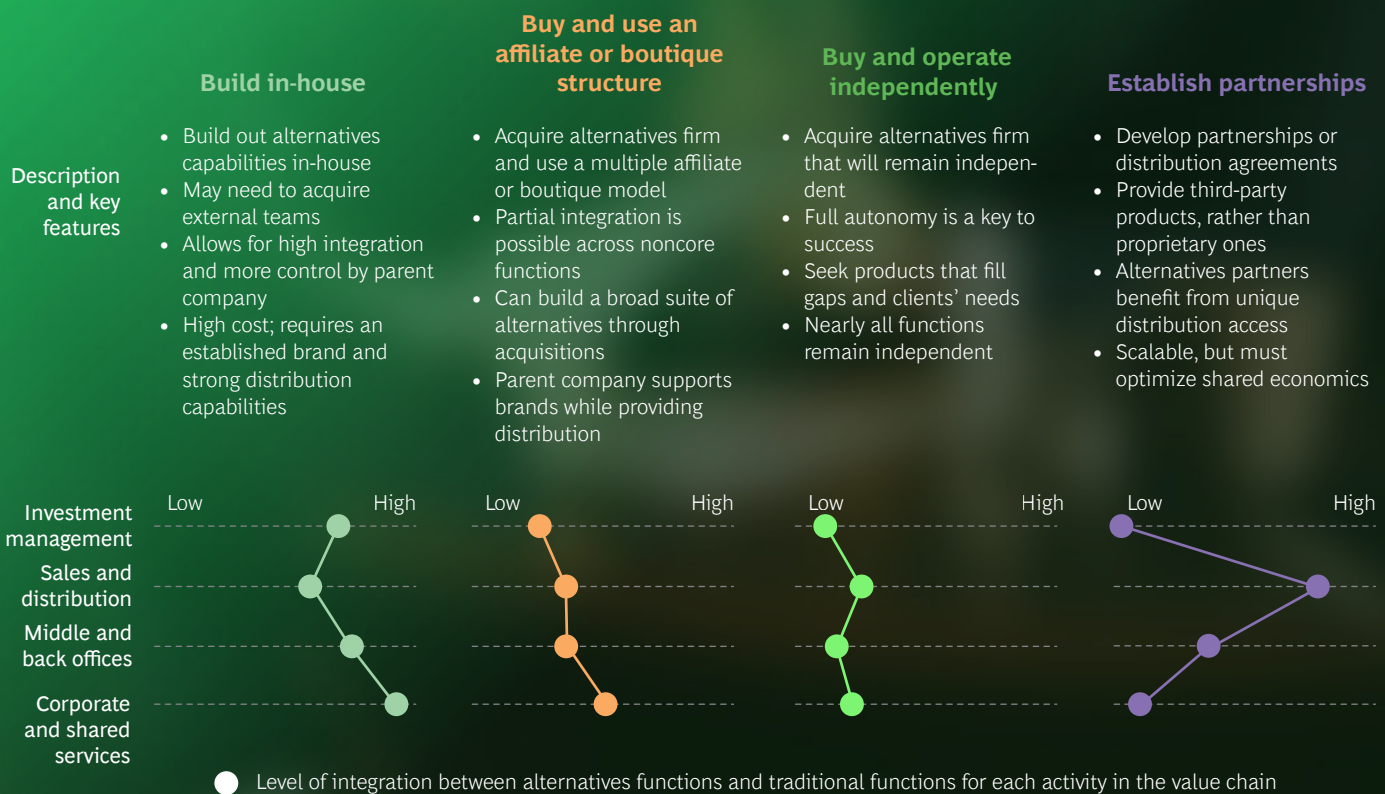 Build in-house
Buy and use an
affiliate or boutique
structure
Buy and operate
independently
Establish partnerships
Description
and key
features
• Build out alternatives
capabilities in-house
• May need to acquire
external teams
• Allows for high integration
and more control by parent
company
• High cost; requires an
established brand and
strong distribution
capabilities
• Acquire alternatives firm
and use a multiple affiliate
or boutique model
• Partial integration is
possible across noncore
functions
• Can build a broad suite of
alternatives through
acquisitions
• Parent company supports
brands while providing
distribution
• Acquire alternatives firm
that will remain indepen-
dent
• Full autonomy is a key to
success
• Seek products that fill
gaps and clients’ needs
• Nearly all functions
remain independent
• Develop partnerships or
distribution agreements
• Provide third-party
products, rather than
proprietary ones
• Alternatives partners
benefit from unique
distribution access
• Scalable, but must
optimize shared economics
Low High Low High Low High Low High
Investment
management
Sales and
distribution
Middle and
back offices
Corporate
and shared
services
Level of integration between alternatives functions and traditional functions for each activity in the value chain